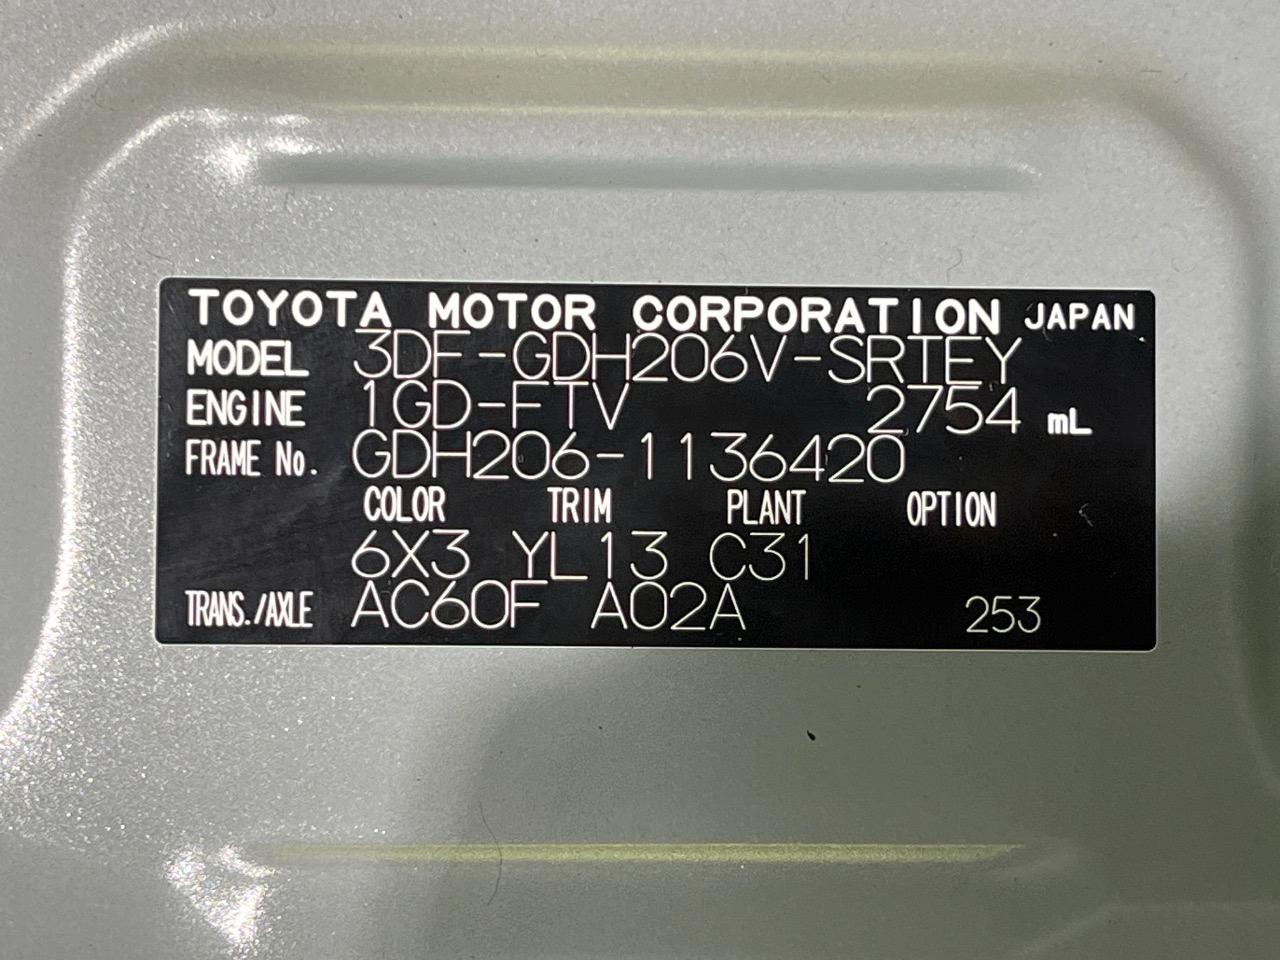 TOYOTA MOTOR CORPORATION JAPAN
MODEL 3DF-GDH206V-SRTEY
ENGINE 1GD-FTV 2754 mL
FRAME No. GDH206-1136420
COLOR TRIM PLANT OPTION
6X3 YL13 C31
TRANS./AXLE AC60F A02A 253